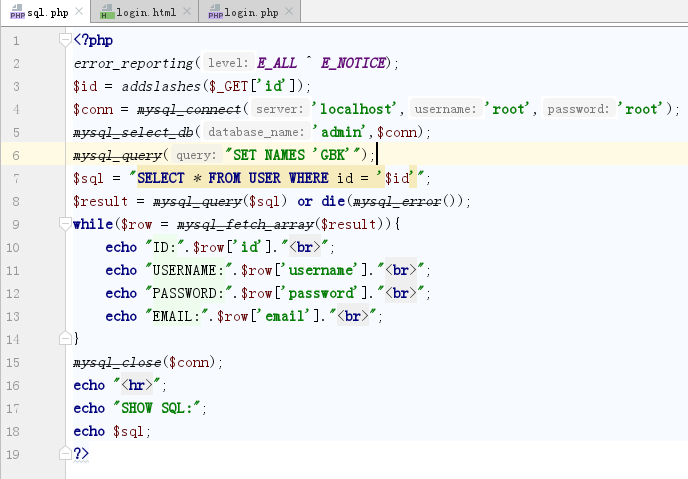 sql.php login.html login.php
1 <?php
2 error_reporting( level: E_ALL ^ E_NOTICE);
3 $id = addslashes($_GET['id']);
4 $conn = mysql_connect( server: 'localhost', username: 'root', password: 'root');
5 mysql_select_db( database_name: 'admin',$conn);
6 mysql_query( query: "SET NAMES 'GBK'");
7 $sql = "SELECT * FROM USER WHERE id = '$id'";
8 $result = mysql_query($sql) or die(mysql_error());
9 while($row = mysql_fetch_array($result)){
10 echo "ID:".$row['id']."<br>";
11 echo "USERNAME:".$row['username']."<br>";
12 echo "PASSWORD:".$row['password']."<br>";
13 echo "EMAIL:".$row['email']."<br>";
14 }
15 mysql_close($conn);
16 echo "<hr>";
17 echo "SHOW SQL:";
18 echo $sql;
19 ?>